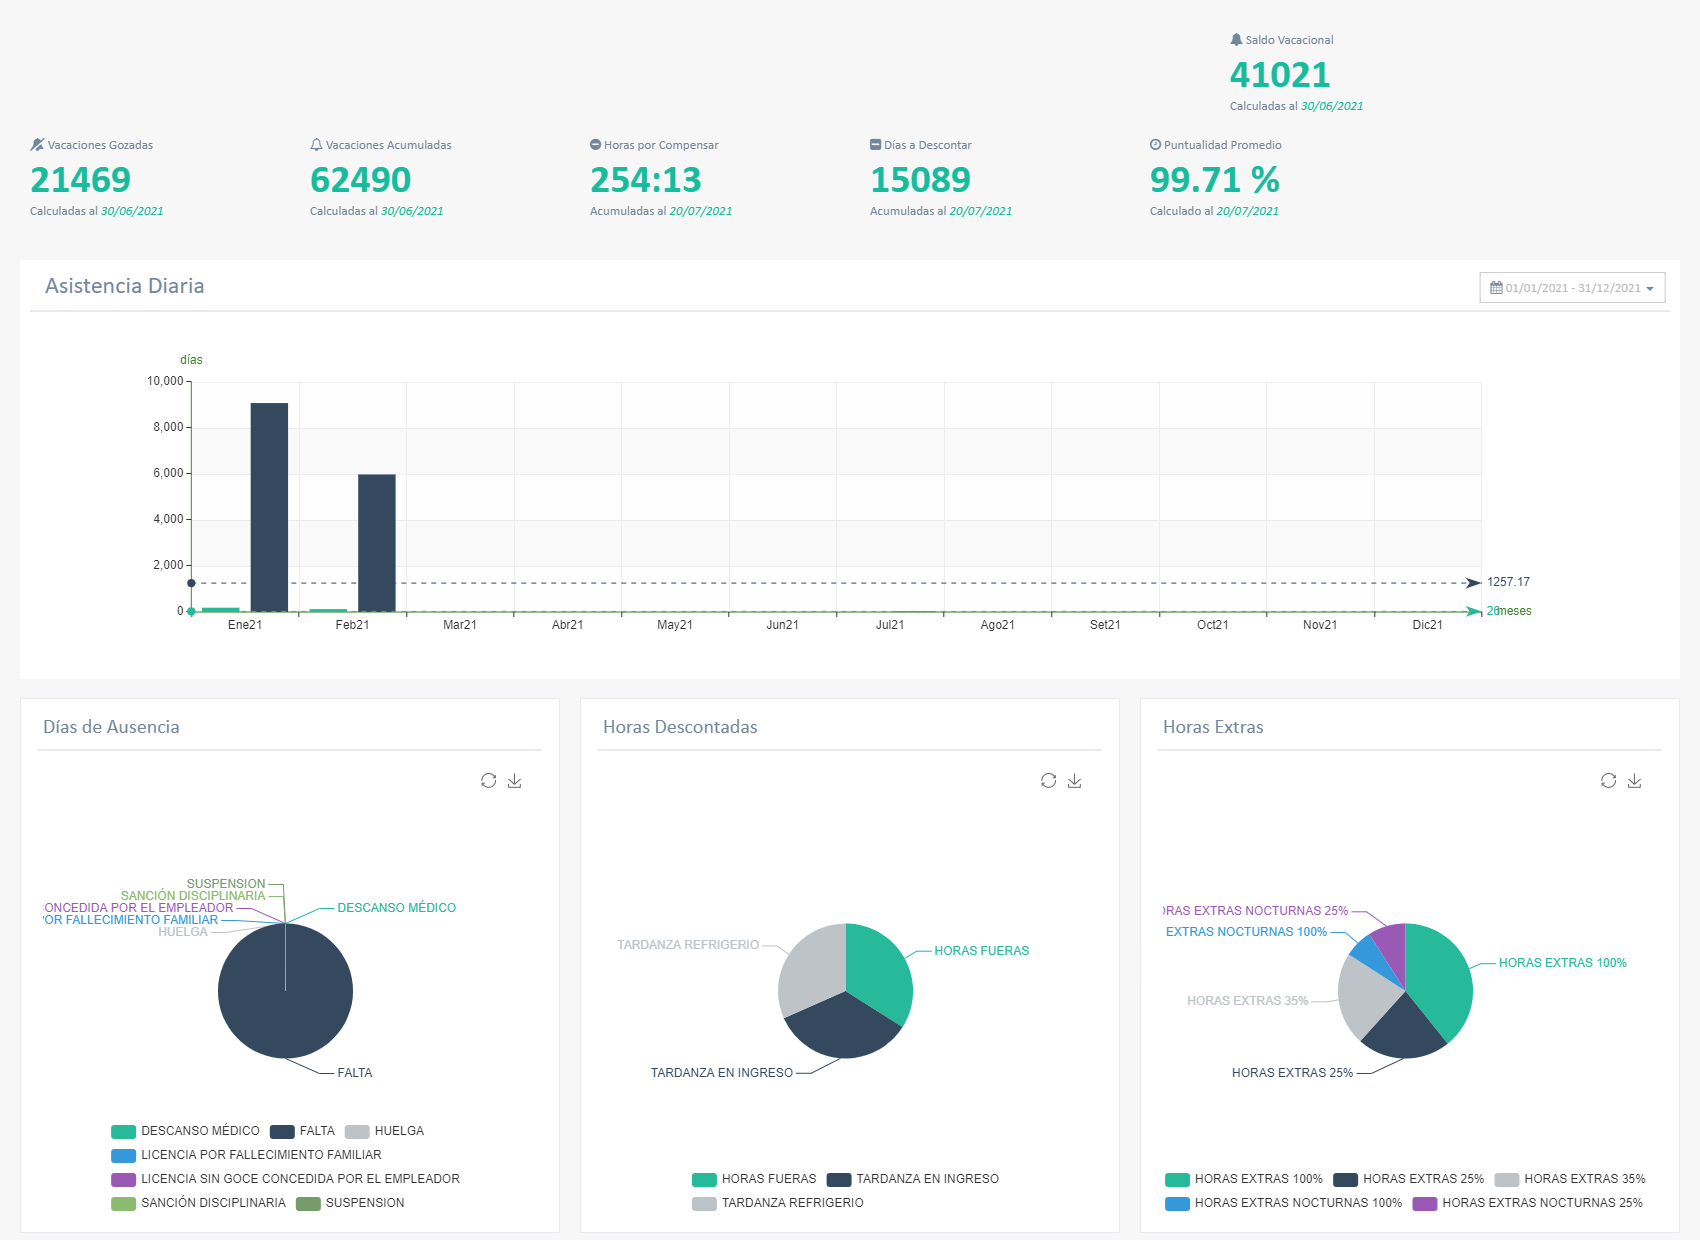 Saldo Vacacional
41021
Calculadas al 30/06/2021
Vacaciones Gozadas
21469
Calculadas al 30/06/2021
Vacaciones Acumuladas
62490
Calculadas al 30/06/2021
Horas por Compensar
254:13
Acumuladas al 20/07/2021
Días a Descontar
15089
Acumuladas al 20/07/2021
Puntualidad Promedio
99.71 %
Calculado al 20/07/2021
Asistencia Diaria
01/01/2021 - 31/12/2021
días
10,000
8,000
6,000
4,000
2,000
0
1257.17
26
meses
Ene21 Feb21 Mar21 Abr21 May21 Jun21 Jul21 Ago21 Set21 Oct21 Nov21 Dic21
Días de Ausencia
SUSPENSION
SANCIÓN DISCIPLINARIA
ONCEDIDA POR EL EMPLEADOR
DESCANSO MÉDICO
OR FALLECIMIENTO FAMILIAR
HUELGA
FALTA
DESCANSO MÉDICO FALTA HUELGA
LICENCIA POR FALLECIMIENTO FAMILIAR
LICENCIA SIN GOCE CONCEDIDA POR EL EMPLEADOR
SANCIÓN DISCIPLINARIA SUSPENSION
Horas Descontadas
TARDANZA REFRIGERIO
HORAS FUERAS
TARDANZA EN INGRESO
HORAS FUERAS TARDANZA EN INGRESO
TARDANZA REFRIGERIO
Horas Extras
RAS EXTRAS NOCTURNAS 25%
EXTRAS NOCTURNAS 100%
HORAS EXTRAS 100%
HORAS EXTRAS 35%
HORAS EXTRAS 25%
HORAS EXTRAS 100% HORAS EXTRAS 25% HORAS EXTRAS 35%
HORAS EXTRAS NOCTURNAS 100% HORAS EXTRAS NOCTURNAS 25%